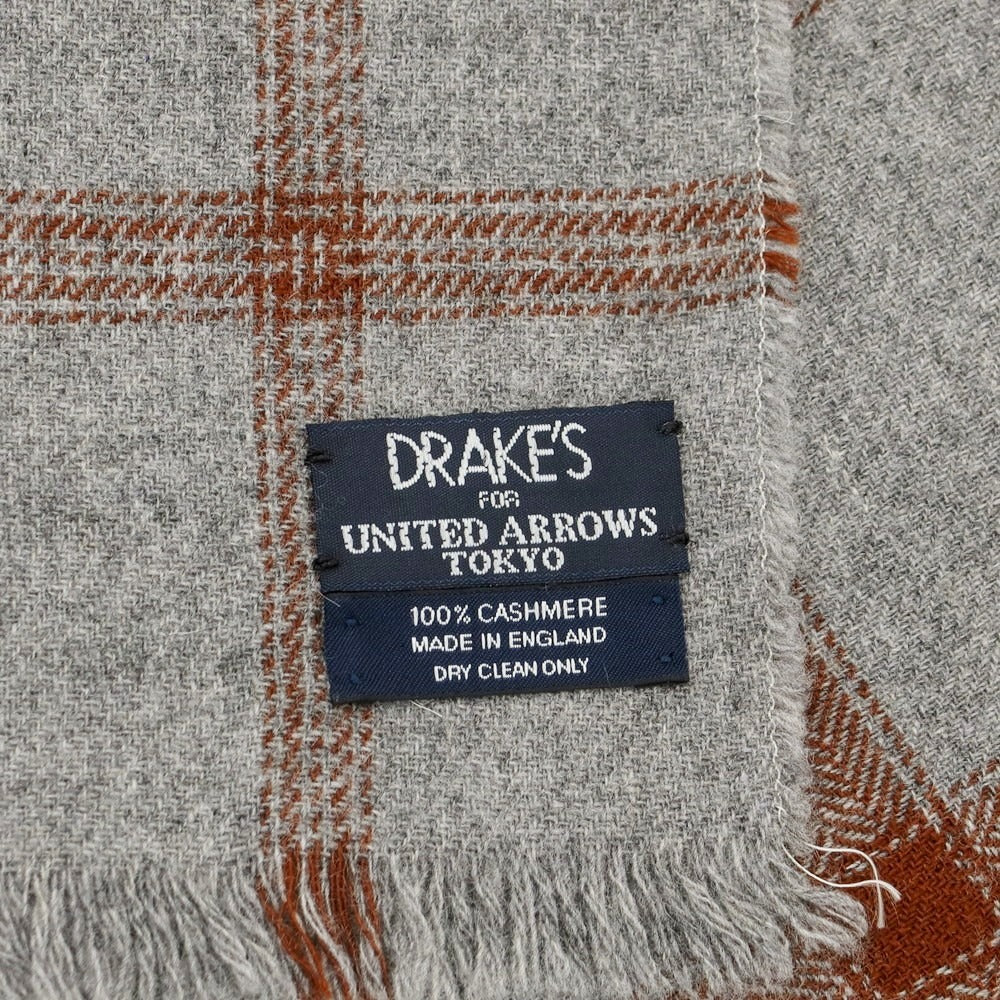 DRAKE'S
FOR
UNITED ARROWS
TOKYO
100% CASHMERE
MADE IN ENGLAND
DRY CLEAN ONLY